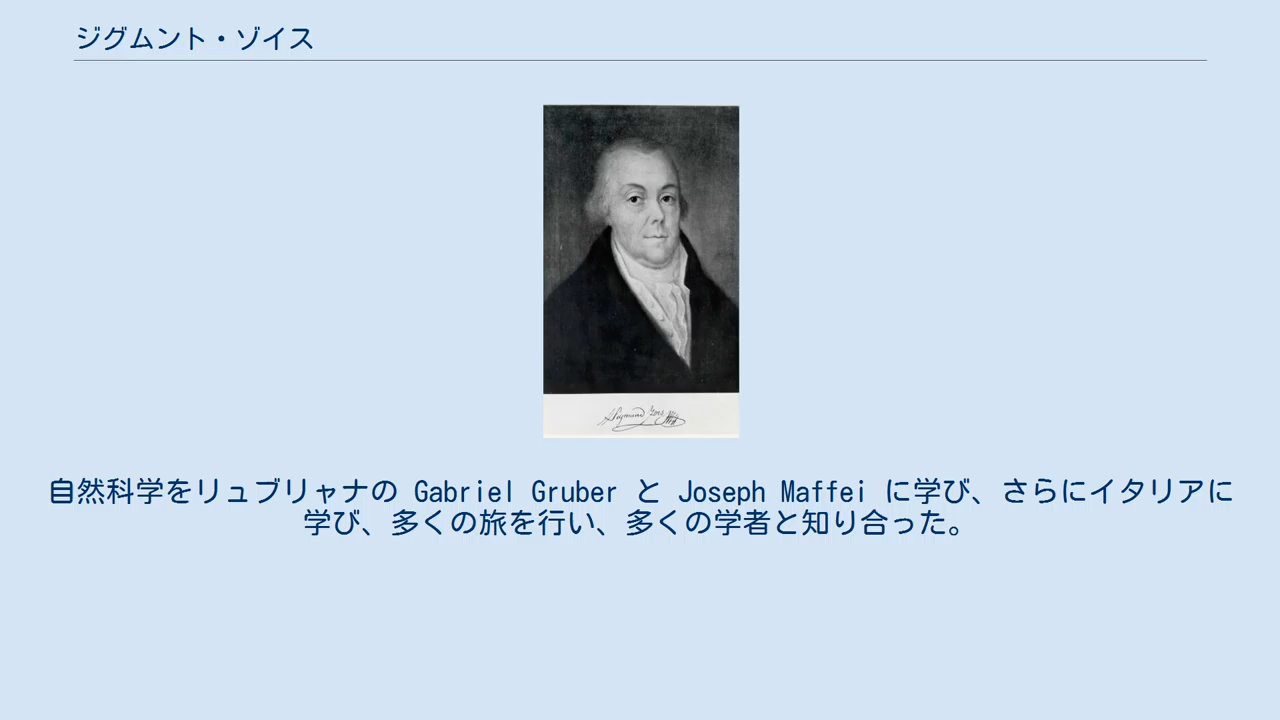 ジグムント・ゾイス
自然科学をリュブリャナの Gabriel Gruber と Joseph Maffei に学び、さらにイタリアに
学び、多くの旅を行い、多くの学者と知り合った。